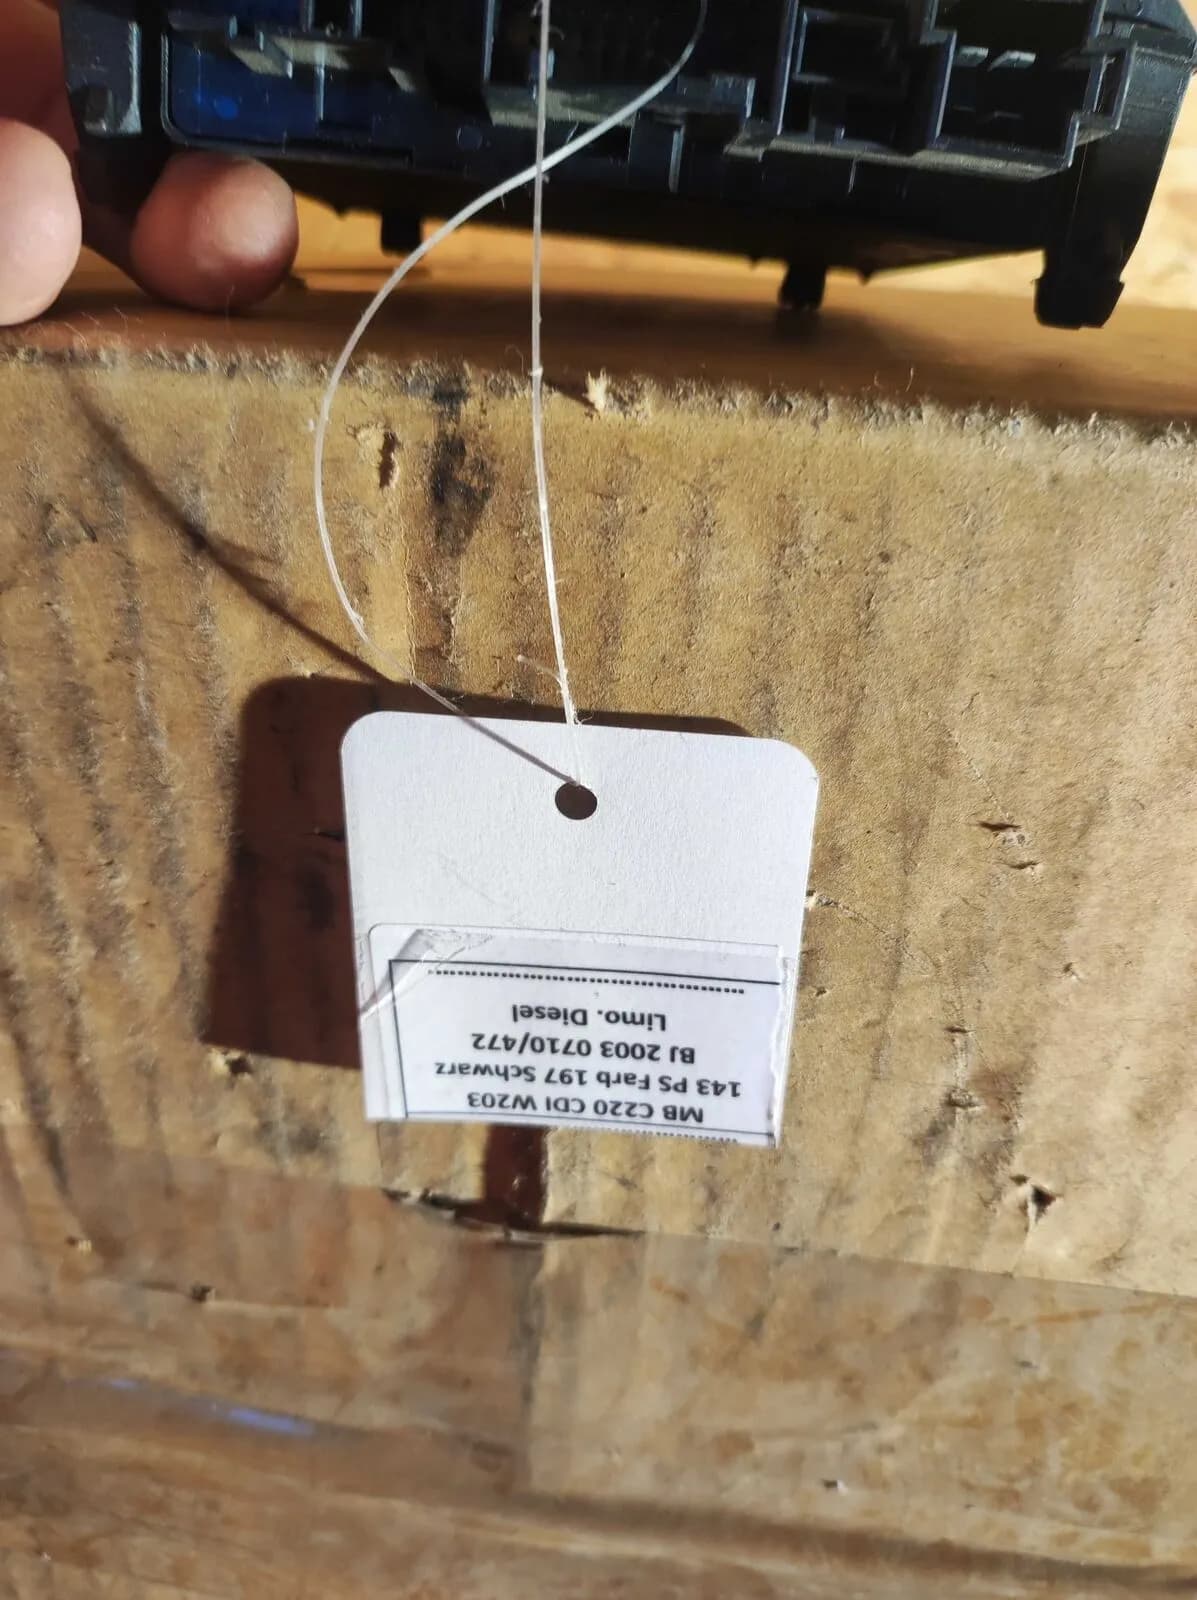 MB C220 CDI W203
143 PS Farb 197 Schwarz
BJ 2003 0710/472
Limo. Diesel